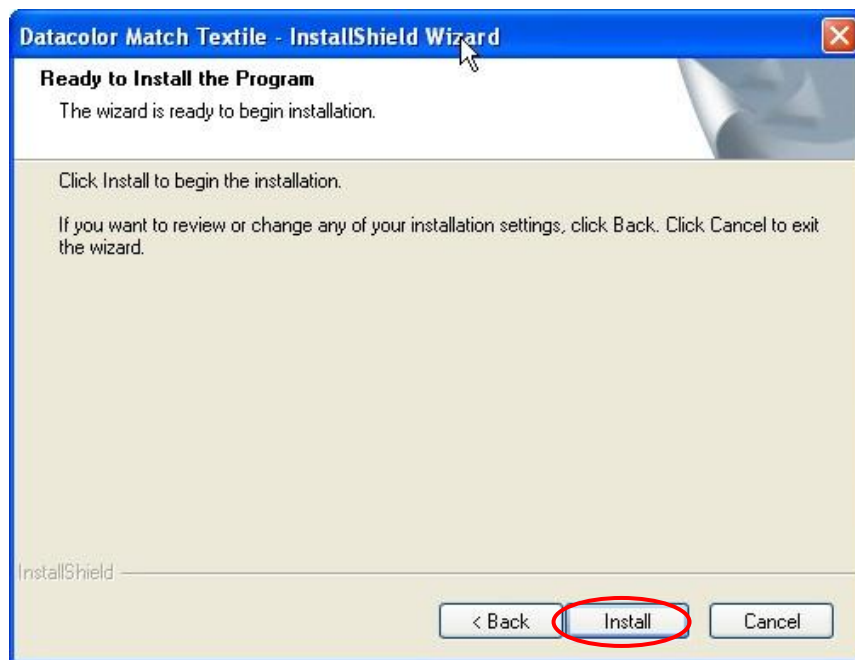 Datacolor Match Textile - InstallShield Wizard
Ready to Install the Program
The wizard is ready to begin installation.
Click Install to begin the installation.
If you want to review or change any of your installation settings, click Back. Click Cancel to exit
the wizard.
InstallShield
< Back Install Cancel